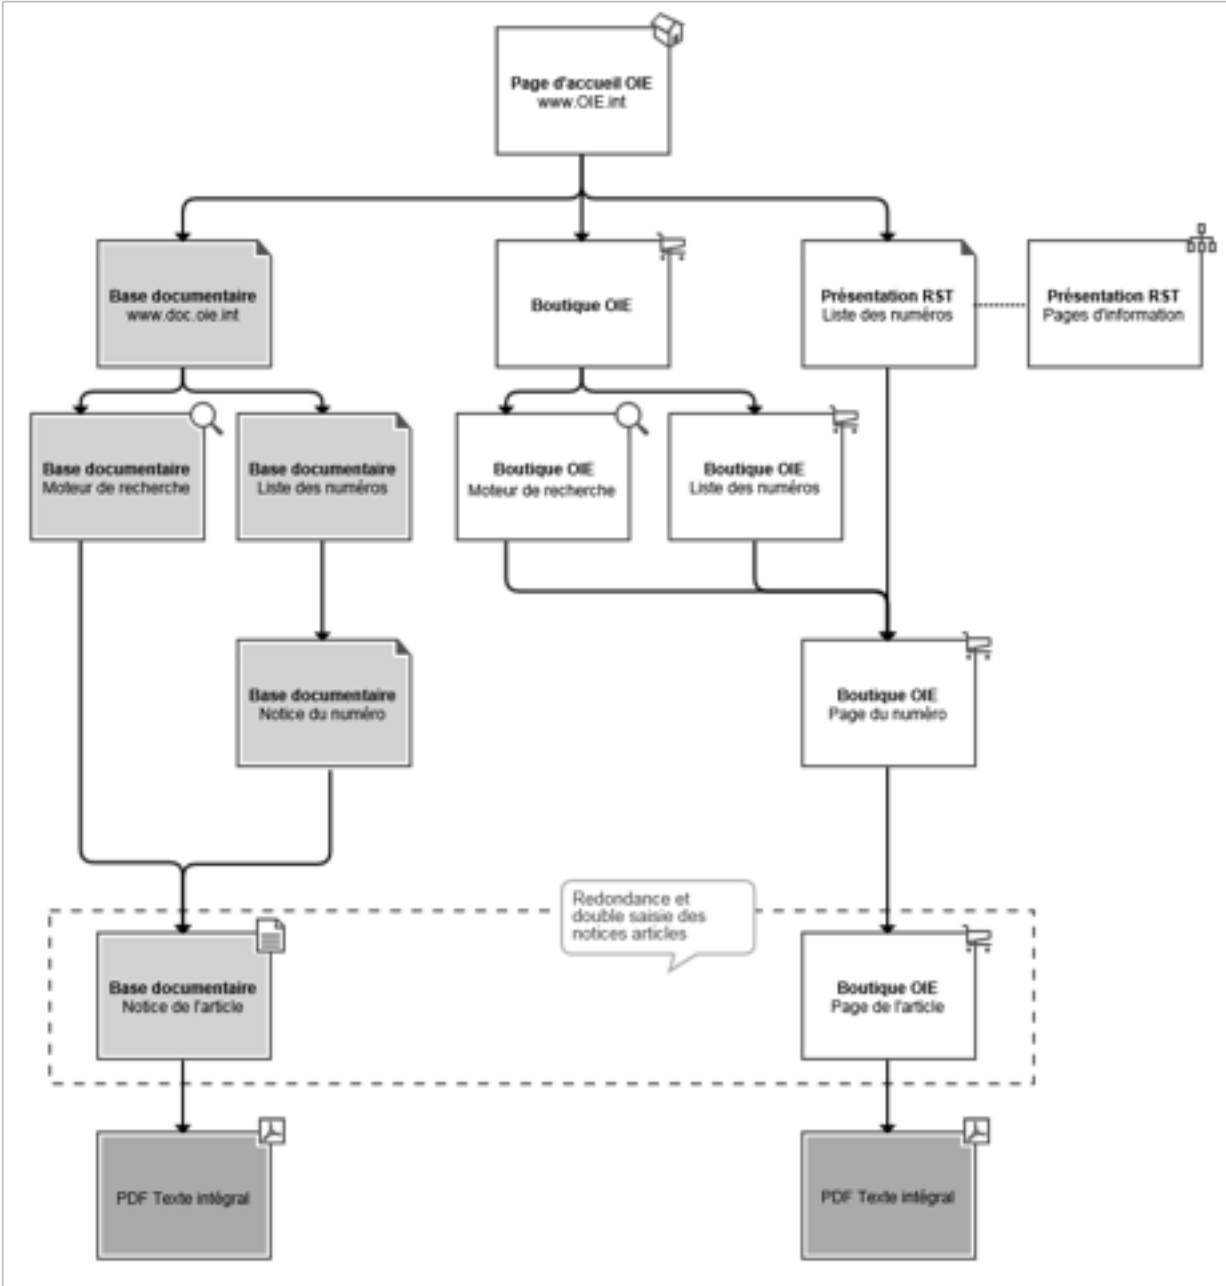 Page d'accueil OIE
www.OIE.int
Base documentaire
www.doc.oie.int
Boutique OIE
Présentation RST
Liste des numéros
Présentation RST
Pages d'information
Base documentaire
Moteur de recherche
Base documentaire
Liste des numéros
Boutique OIE
Moteur de recherche
Boutique OIE
Liste des numéros
Base documentaire
Notice du numéro
Boutique OIE
Page du numéro
Redondance et
double saisie des
notices articles
Base documentaire
Notice de l'article
Boutique OIE
Page de l'article
PDF Texte intégral
PDF Texte intégral